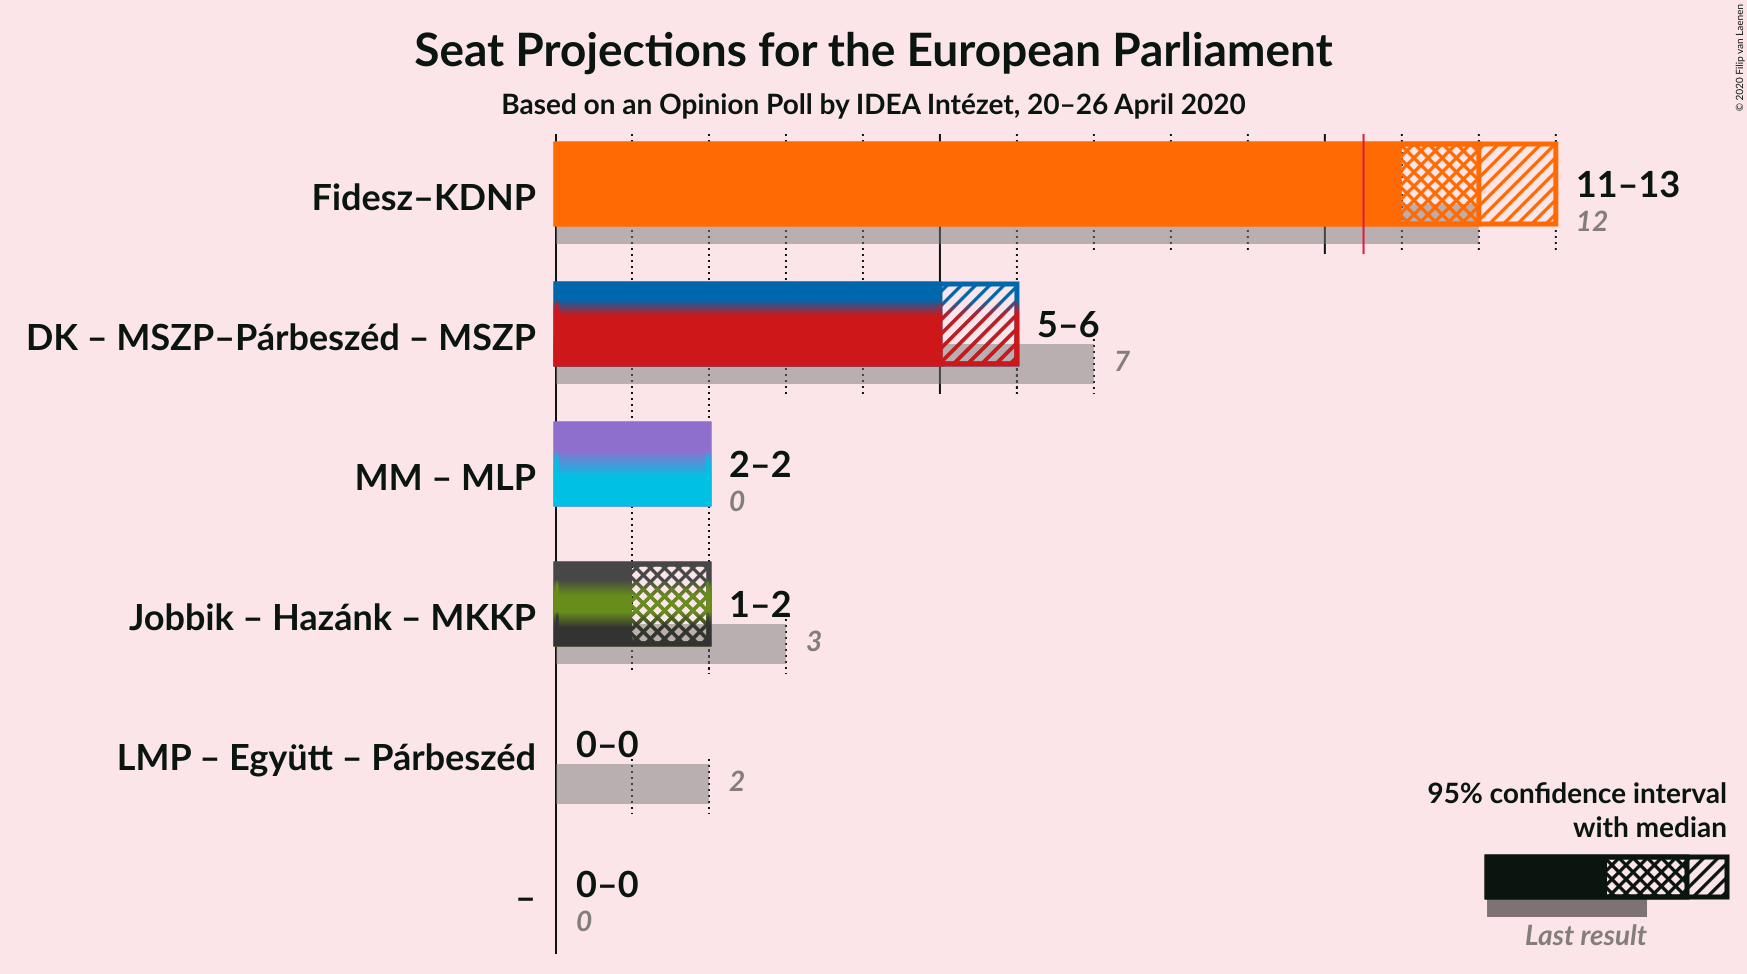 Seat Projections for the European Parliament
Based on an Opinion Poll by IDEA Intézet, 20–26 April 2020
© 2020 Filip van Laenen
Fidesz–KDNP
11–13
12
DK – MSZP–Párbeszéd – MSZP
5–6
7
MM – MLP
2–2
0
Jobbik – Hazánk – MKKP
1–2
3
LMP – Együtt – Párbeszéd
0–0
2
–
0–0
0
95% confidence interval
with median
Last result